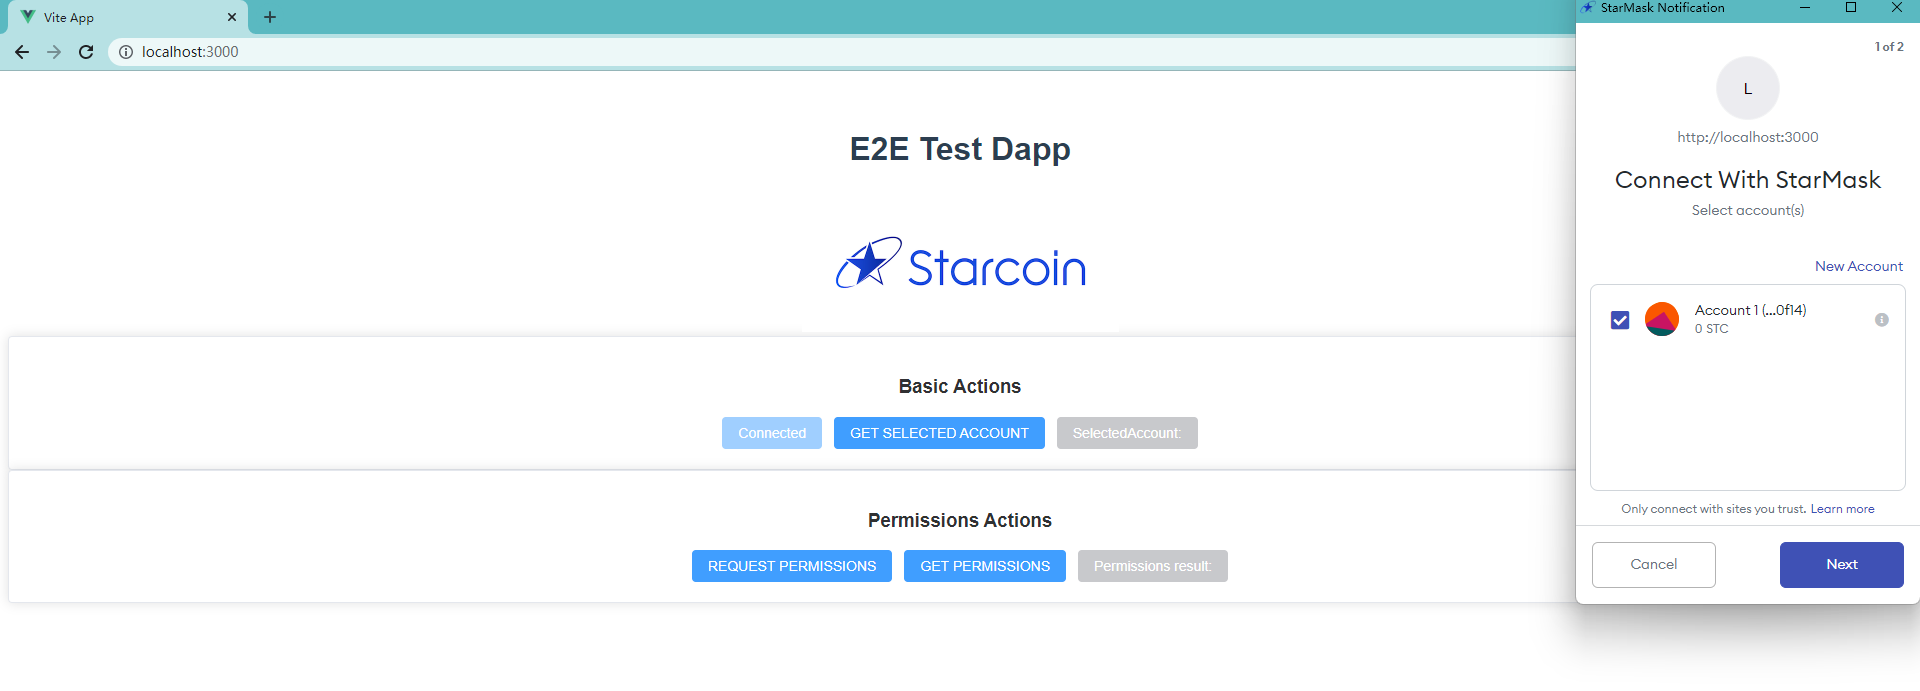 Vite App
localhost:3000
E2E Test Dapp
Starcoin
Basic Actions
Connected
GET SELECTED ACCOUNT
SelectedAccount:
Permissions Actions
REQUEST PERMISSIONS
GET PERMISSIONS
Permissions result:
StarMask Notification
1 of 2
L
http://localhost:3000
Connect With StarMask
Select account(s)
New Account
Account 1 (...0f14)
0 STC
Only connect with sites you trust. Learn more
Cancel
Next